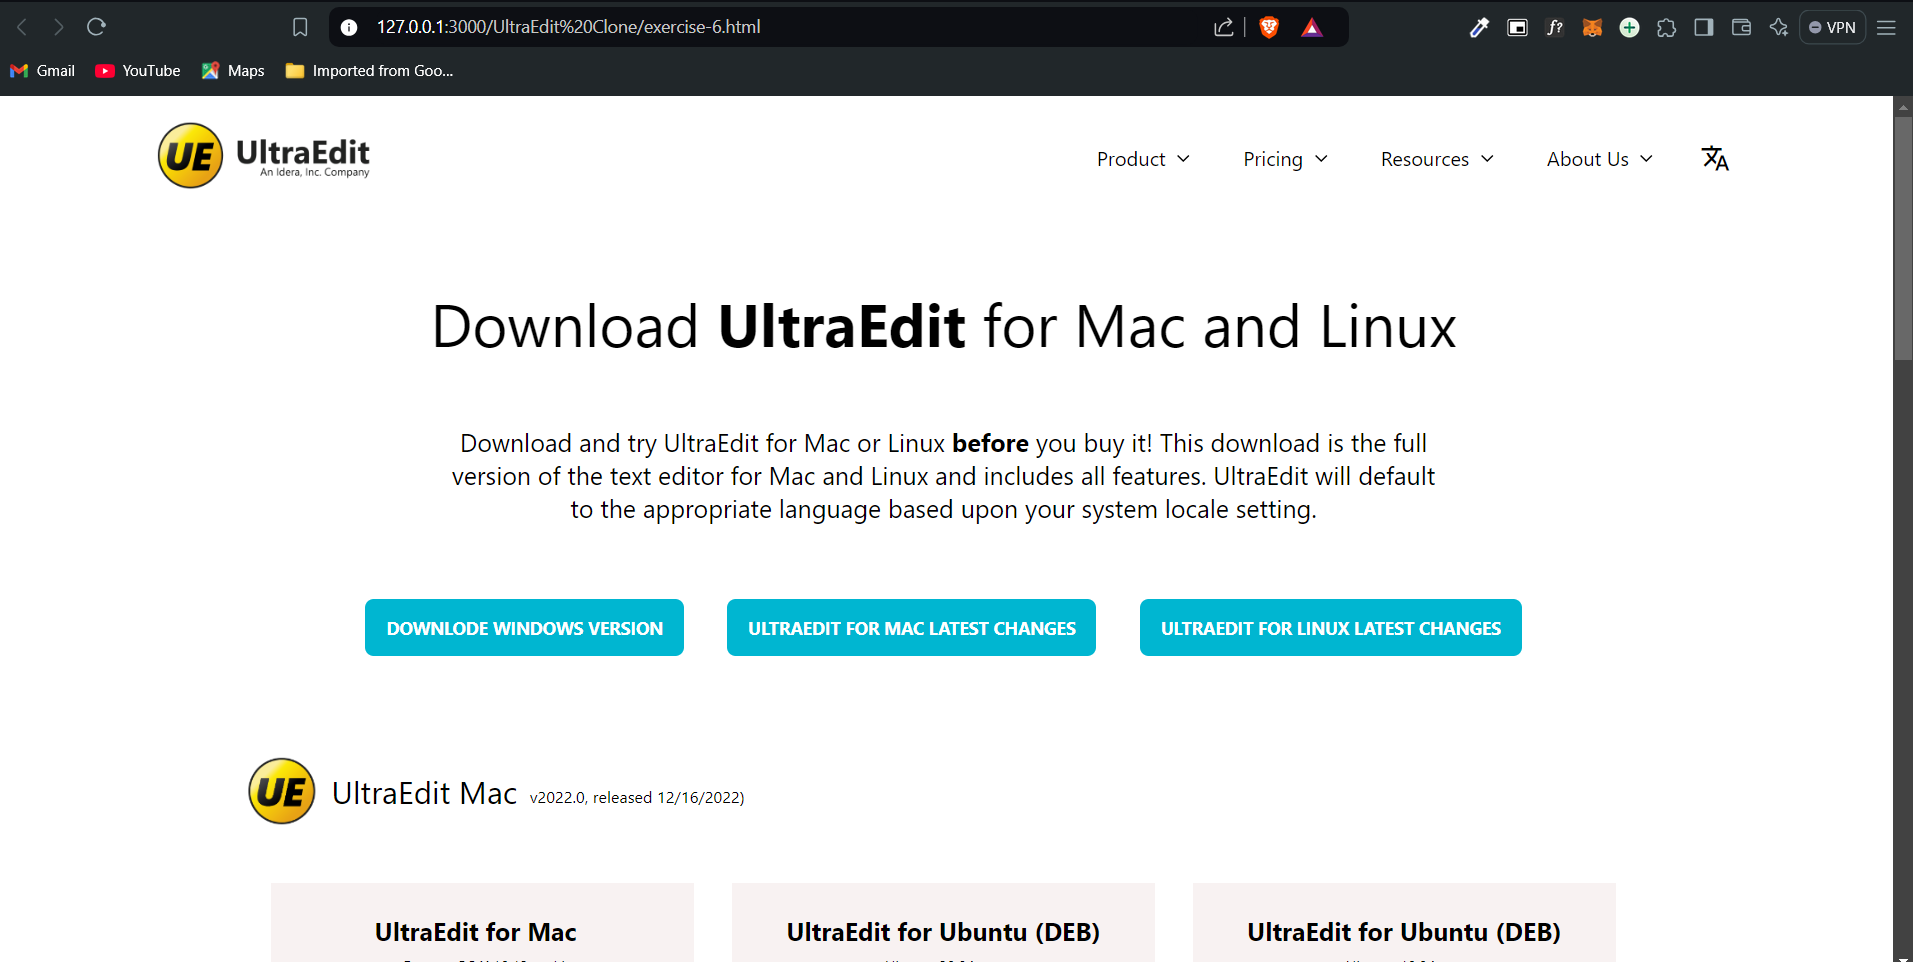 127.0.0.1:3000/UltraEdit%20Clone/exercise-6.html
f?
VPN
Gmail YouTube Maps Imported from Goo...
UE UltraEdit
An Idera, Inc. Company
Product Pricing Resources About Us
Download UltraEdit for Mac and Linux
Download and try UltraEdit for Mac or Linux before you buy it! This download is the full
version of the text editor for Mac and Linux and includes all features. UltraEdit will default
to the appropriate language based upon your system locale setting.
DOWNLODE WINDOWS VERSION ULTRAEDIT FOR MAC LATEST CHANGES ULTRAEDIT FOR LINUX LATEST CHANGES
UE UltraEdit Mac v2022.0, released 12/16/2022)
UltraEdit for Mac UltraEdit for Ubuntu (DEB) UltraEdit for Ubuntu (DEB)